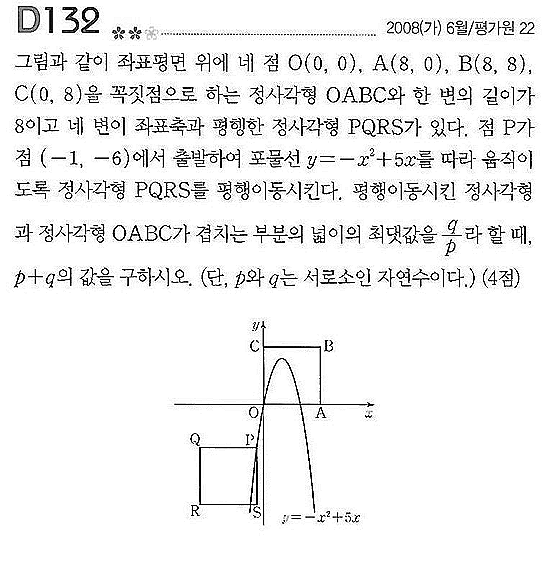 D132
2008(가) 6월/평가원 22
그림과 같이 좌표평면 위에 네 점 O(0, 0), A(8, 0), B(8, 8),
C(0, 8)을 꼭짓점으로 하는 정사각형 OABC와 한 변의 길이가
8이고 네 변이 좌표축과 평행한 정사각형 PQRS가 있다. 점 P가
점 (−1, −6)에서 출발하여 포물선 y=−x²+5x를 따라 움직이
도록 정사각형 PQRS를 평행이동시킨다. 평행이동시킨 정사각형
과 정사각형 OABC가 겹치는 부분의 넓이의 최댓값을 q/p라 할 때,
p+q의 값을 구하시오. (단, p와 q는 서로소인 자연수이다.) (4점)
y
C B
O A x
Q P
R S
y=−x²+5x